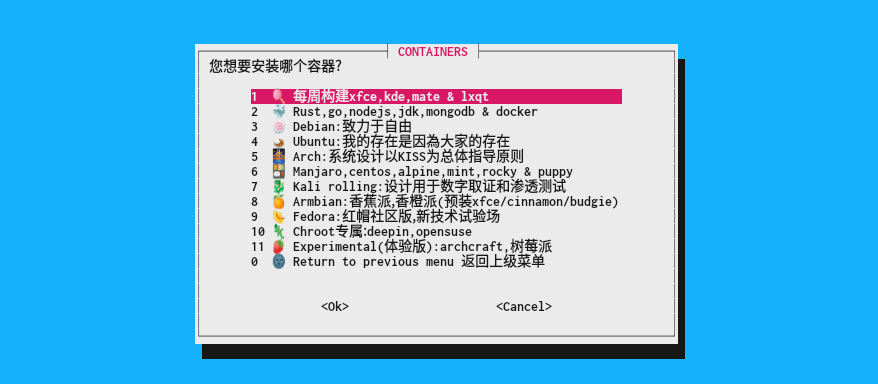 CONTAINERS
您想要安装哪个容器?
1 每周构建xfce,kde,mate & lxqt
2 Rust,go,nodejs,jdk,mongodb & docker
3 Debian:致力于自由
4 Ubuntu:我的存在是因為大家的存在
5 Arch:系统设计以KISS为总体指导原则
6 Manjaro,centos,alpine,mint,rocky & puppy
7 Kali rolling:设计用于数字取证和渗透测试
8 Armbian:香蕉派,香橙派(预装xfce/cinnamon/budgie)
9 Fedora:红帽社区版,新技术试验场
10 Chroot专属:deepin,opensuse
11 Experimental(体验版):archcraft,树莓派
0 Return to previous menu 返回上级菜单
<Ok> <Cancel>